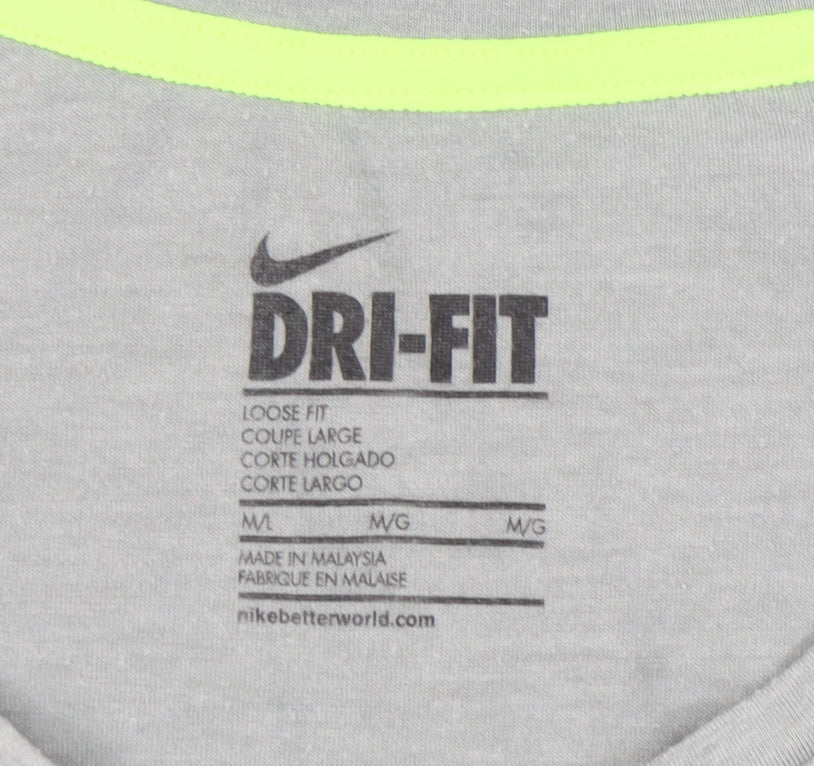 DRI-FIT
LOOSE FIT
COUPE LARGE
CORTE HOLGADO
CORTE LARGO
M/L M/G M/G
MADE IN MALAYSIA
FABRIQUE EN MALAISE
nikebetterworld.com